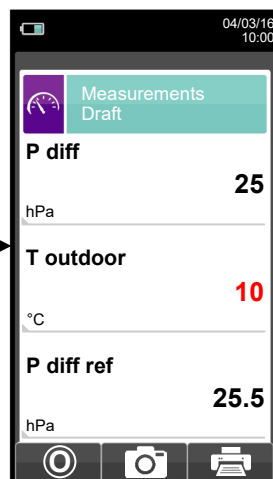 04/03/16
10:00
Measurements
Draft
P diff
25
hPa
T outdoor
10
°C
P diff ref
25.5
hPa